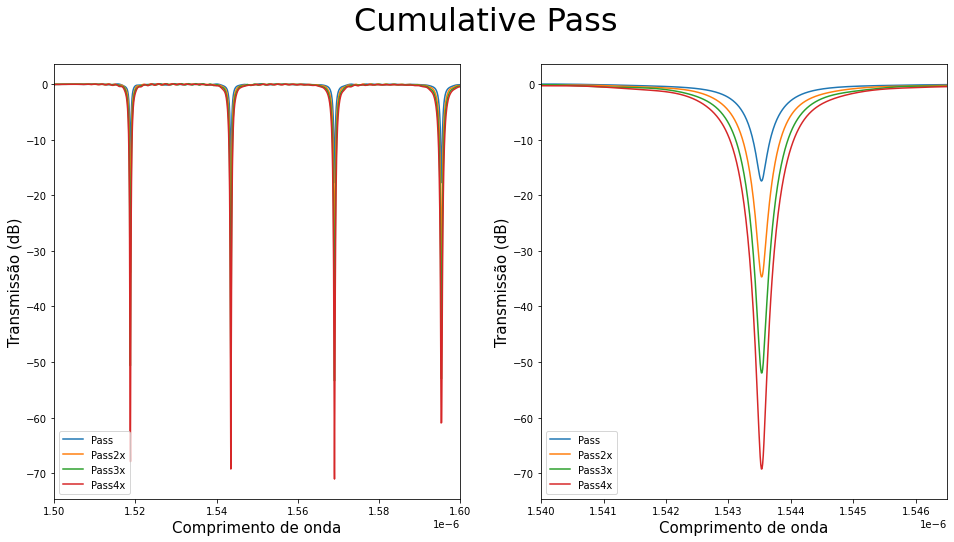 Cumulative Pass
0
−10
−20
−30
−40
−50
−60
−70
Transmissão (dB)
Pass
Pass2x
Pass3x
Pass4x
1.50 1.52 1.54 1.56 1.58 1.60
1e−6
Comprimento de onda
0
−10
−20
−30
−40
−50
−60
−70
Transmissão (dB)
Pass
Pass2x
Pass3x
Pass4x
1.540 1.541 1.542 1.543 1.544 1.545 1.546
1e−6
Comprimento de onda